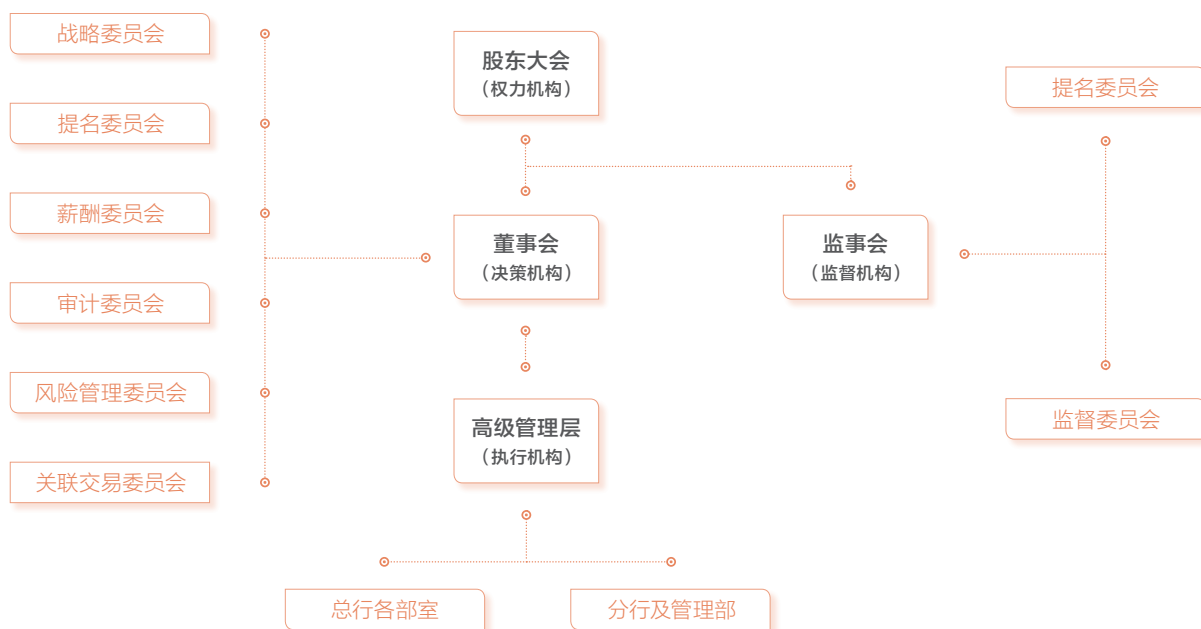 战略委员会
提名委员会
薪酬委员会
审计委员会
风险管理委员会
关联交易委员会
股东大会
（权力机构）
董事会
（决策机构）
监事会
（监督机构）
高级管理层
（执行机构）
总行各部室
分行及管理部
提名委员会
监督委员会